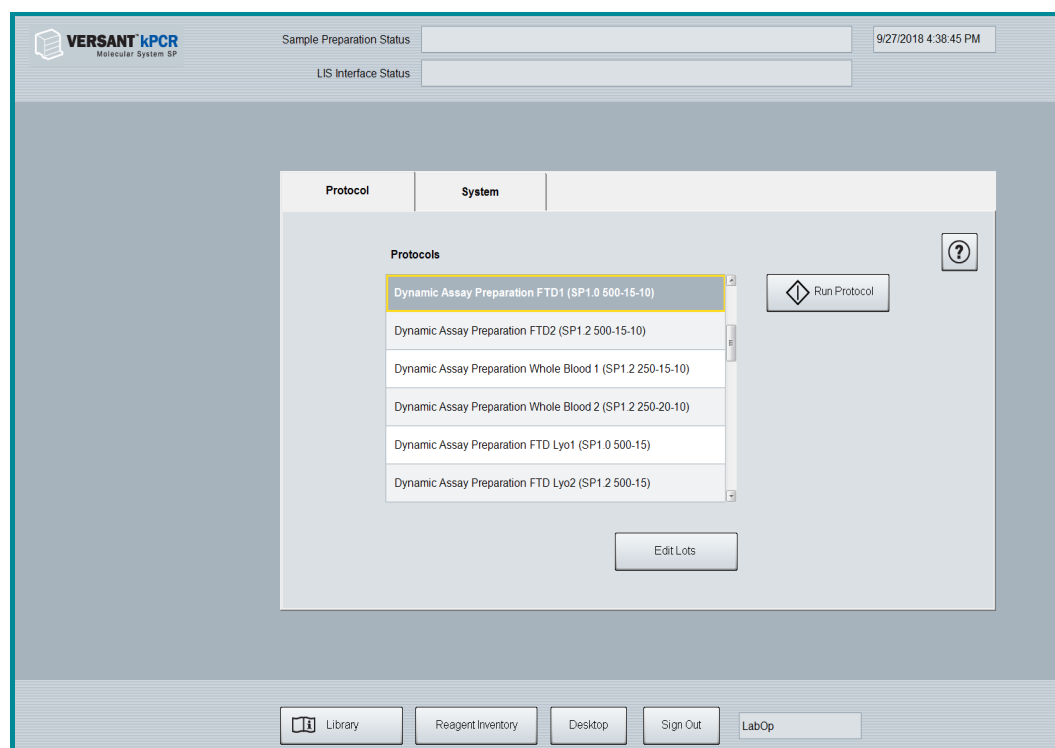 VERSANT™ kPCR
Molecular System SP
Sample Preparation Status
9/27/2018 4:38:45 PM
LIS Interface Status
Protocol
System
Protocols
Dynamic Assay Preparation FTD1 (SP1.0 500-15-10)
Dynamic Assay Preparation FTD2 (SP1.2 500-15-10)
Dynamic Assay Preparation Whole Blood 1 (SP1.2 250-15-10)
Dynamic Assay Preparation Whole Blood 2 (SP1.2 250-20-10)
Dynamic Assay Preparation FTD Lyo1 (SP1.0 500-15)
Dynamic Assay Preparation FTD Lyo2 (SP1.2 500-15)
?
Run Protocol
Edit Lots
Library
Reagent Inventory
Desktop
Sign Out
LabOp